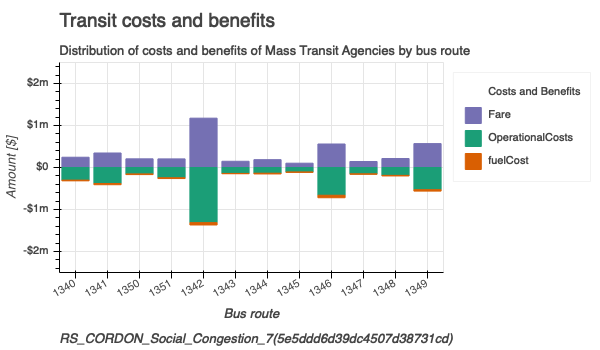 Transit costs and benefits
Distribution of costs and benefits of Mass Transit Agencies by bus route
$2m
$1m
$0
-$1m
-$2m
Amount [$]
1340
1341
1350
1351
1342
1343
1344
1345
1346
1347
1348
1349
Bus route
Costs and Benefits
Fare
OperationalCosts
fuelCost
RS_CORDON_Social_Congestion_7(5e5ddd6d39dc4507d38731cd)